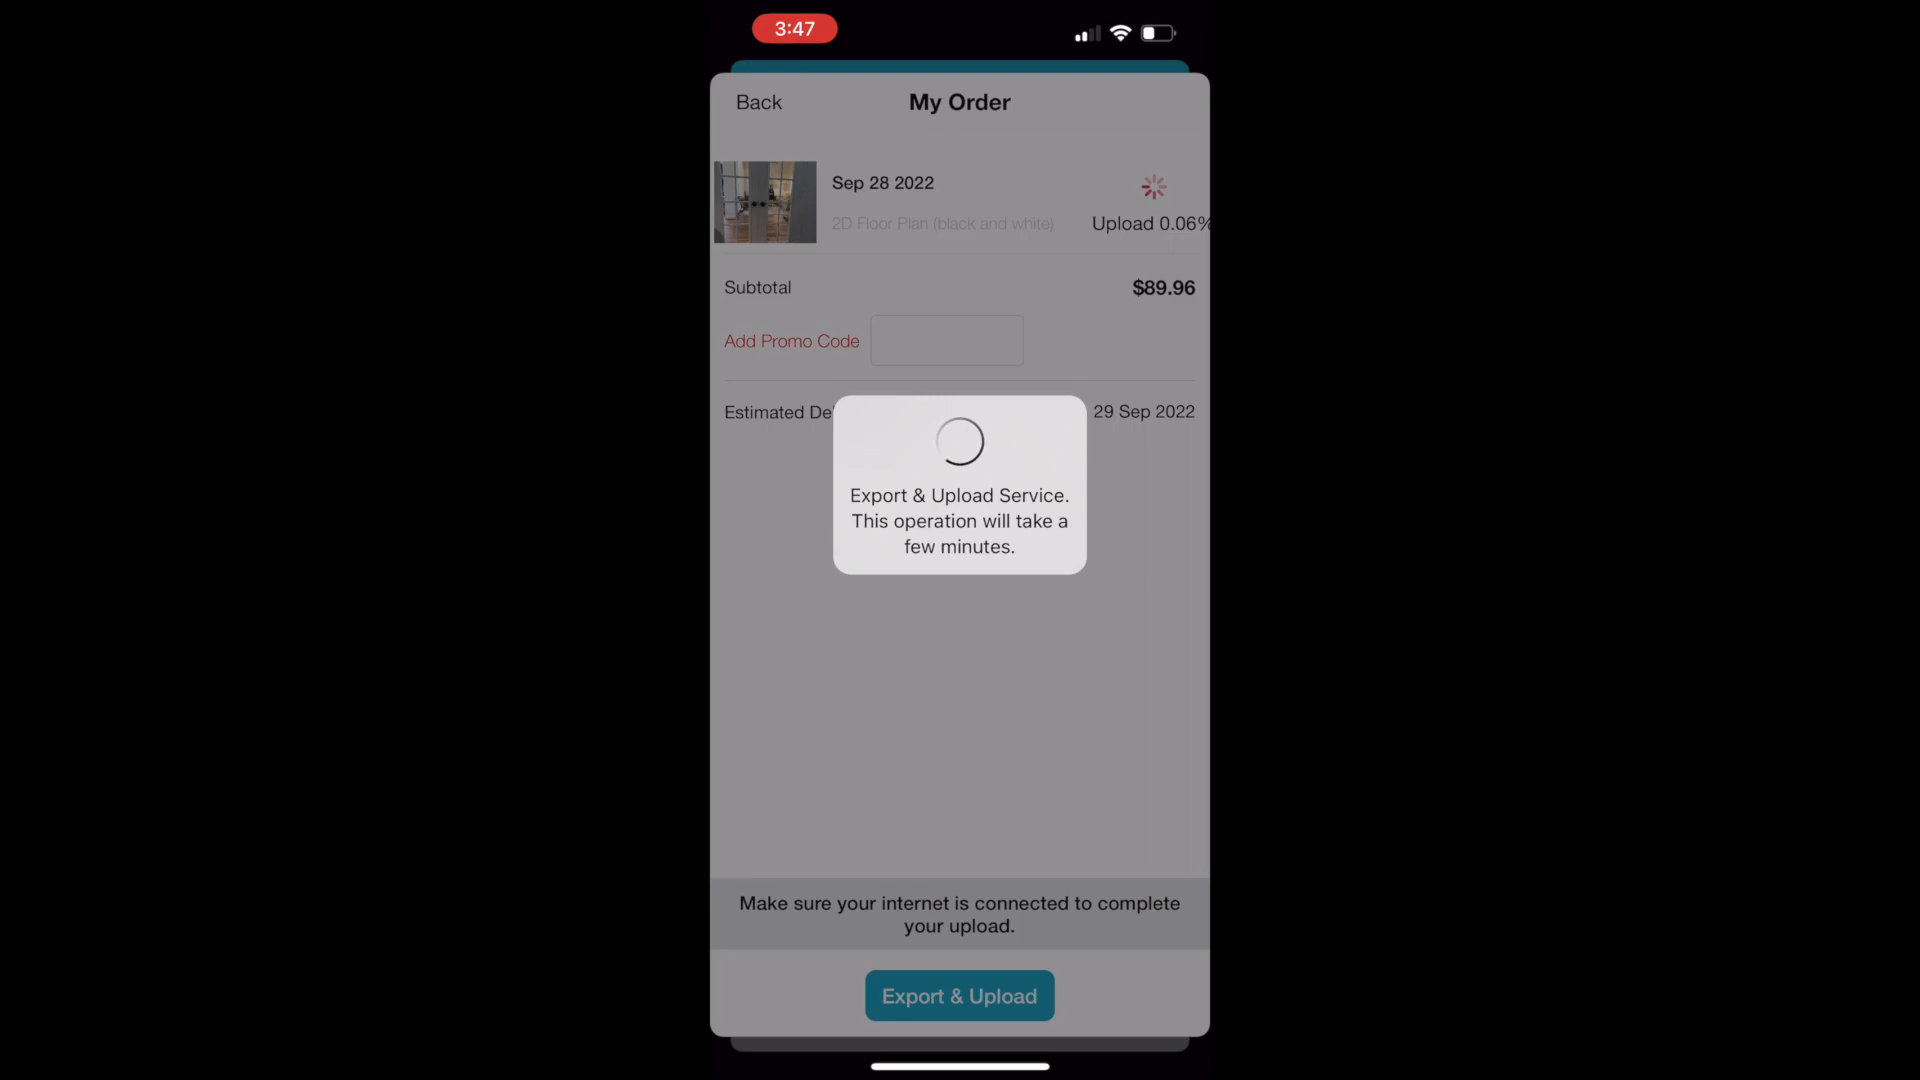 3:47
Back
My Order
Sep 28 2022
2D Floor Plan (black and white)
Upload 0.06%
Subtotal
$89.96
Add Promo Code
Estimated De
29 Sep 2022
Export & Upload Service.
This operation will take a
few minutes.
Make sure your internet is connected to complete
your upload.
Export & Upload